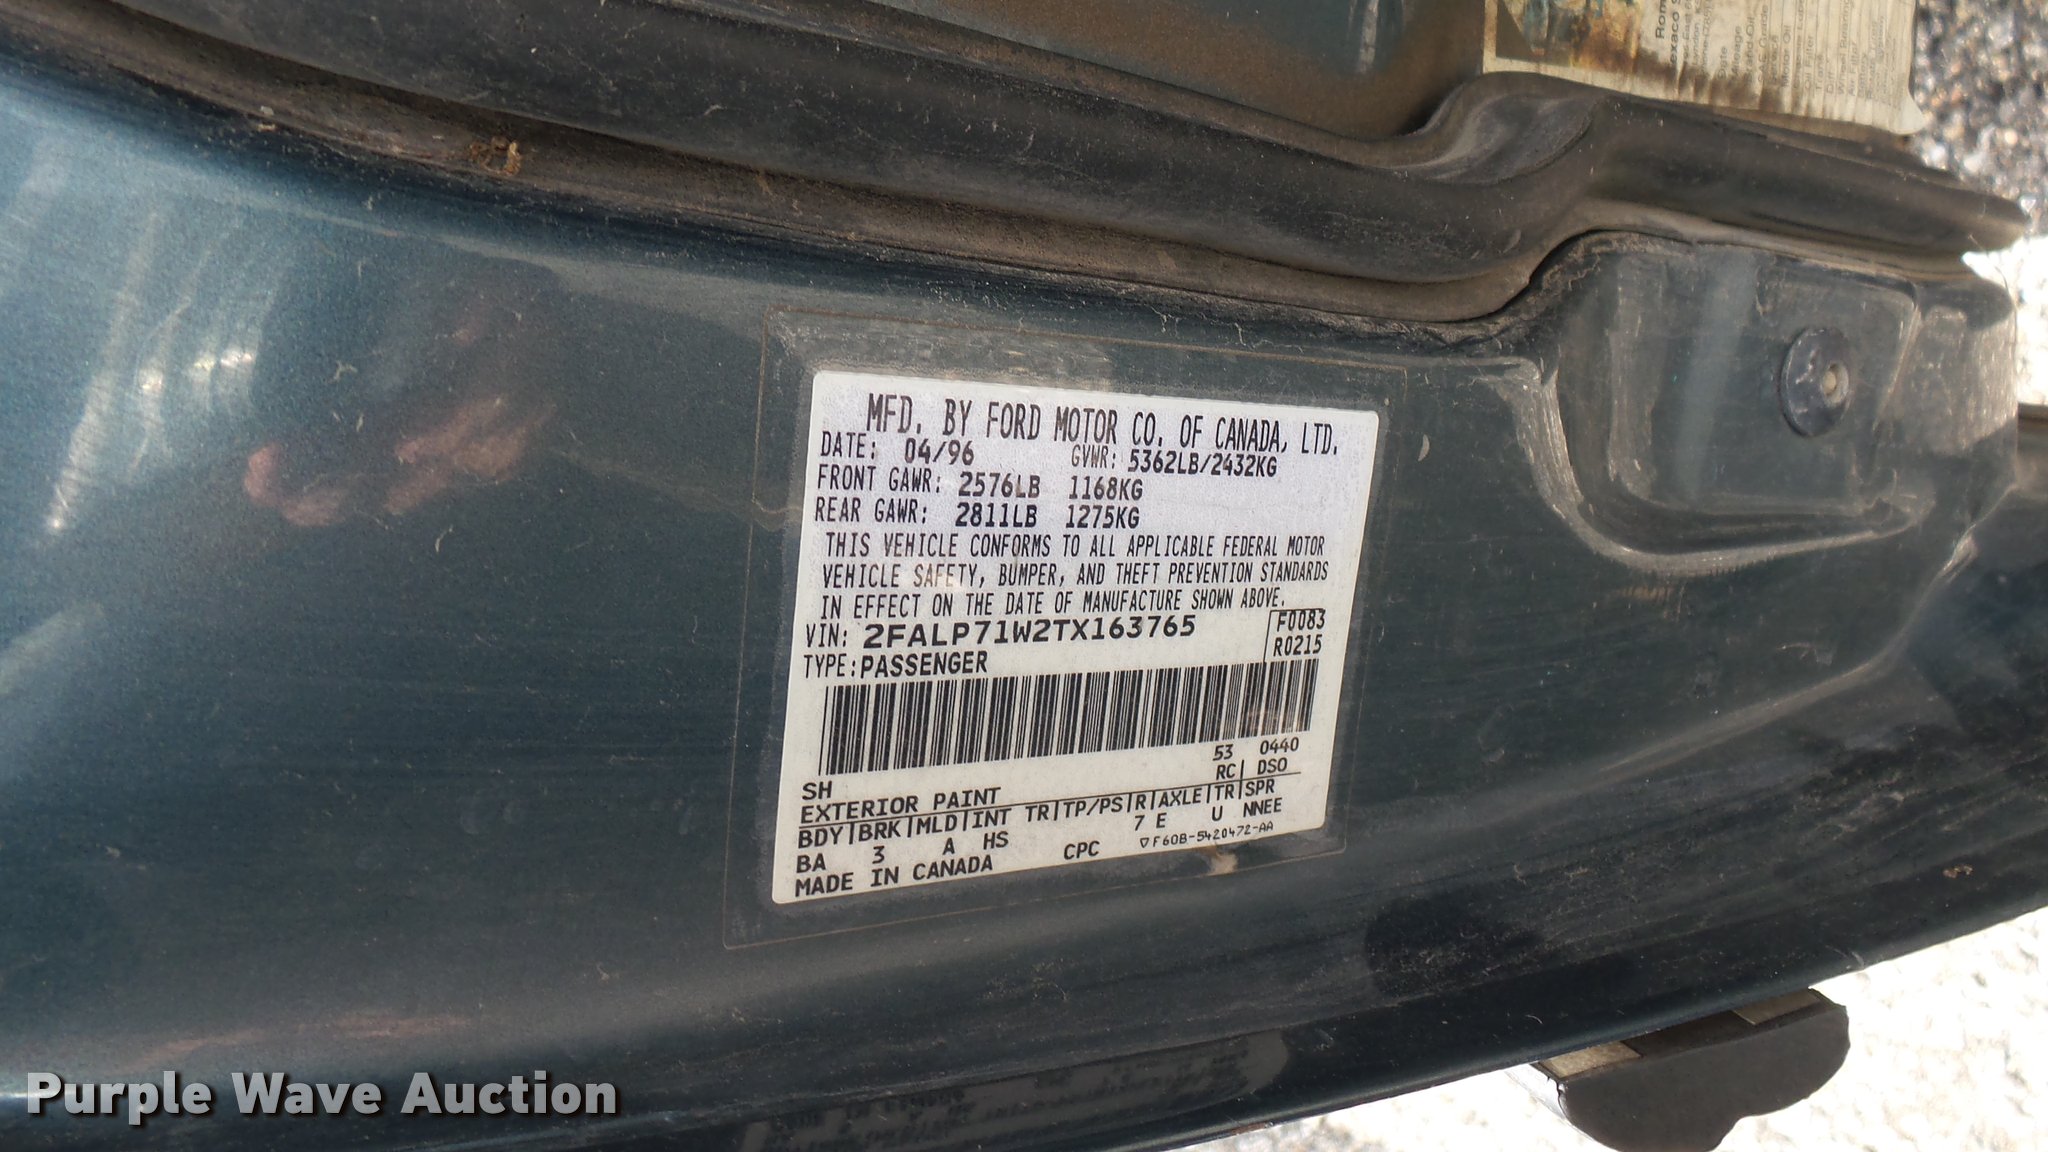 MFD. BY FORD MOTOR CO. OF CANADA, LTD.
DATE: 04/96 GVWR: 5362LB/2432KG
FRONT GAWR: 2576LB 1168KG
REAR GAWR: 2811LB 1275KG
THIS VEHICLE CONFORMS TO ALL APPLICABLE FEDERAL MOTOR
VEHICLE SAFETY, BUMPER, AND THEFT PREVENTION STANDARDS
IN EFFECT ON THE DATE OF MANUFACTURE SHOWN ABOVE.
VIN: 2FALP71W2TX163765 F0083
TYPE: PASSENGER R0215
53 0440
SH RC| DSO
EXTERIOR PAINT
BDY|BRK|MLD|INT TR|TP/PS|R|AXLE|TR|SPR
BA 3 A HS 7 E U NNEE
MADE IN CANADA CPC ▽F60B-5420472-AA
Purple Wave Auction